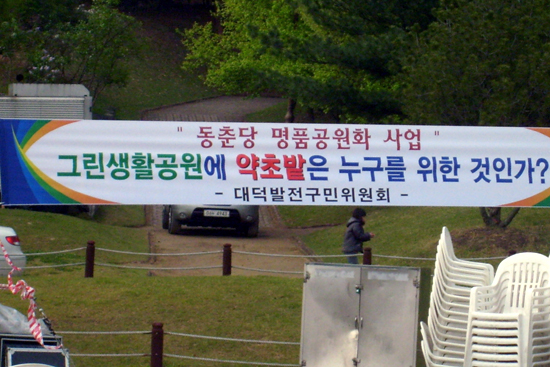 " 동춘당 명품공원화 사업 "
그린생활공원에 약초밭은 누구를 위한 것인가?
- 대덕발전구민위원회 -